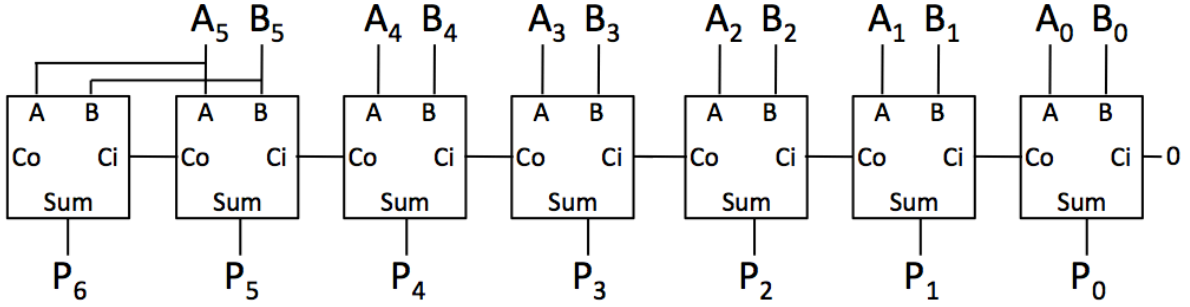 A₅ B₅ A₄ B₄ A₃ B₃ A₂ B₂ A₁ B₁ A₀ B₀
A B A B A B A B A B A B A B
Co Ci Co Ci Co Ci Co Ci Co Ci Co Ci Co Ci 0
Sum Sum Sum Sum Sum Sum Sum
P₆ P₅ P₄ P₃ P₂ P₁ P₀